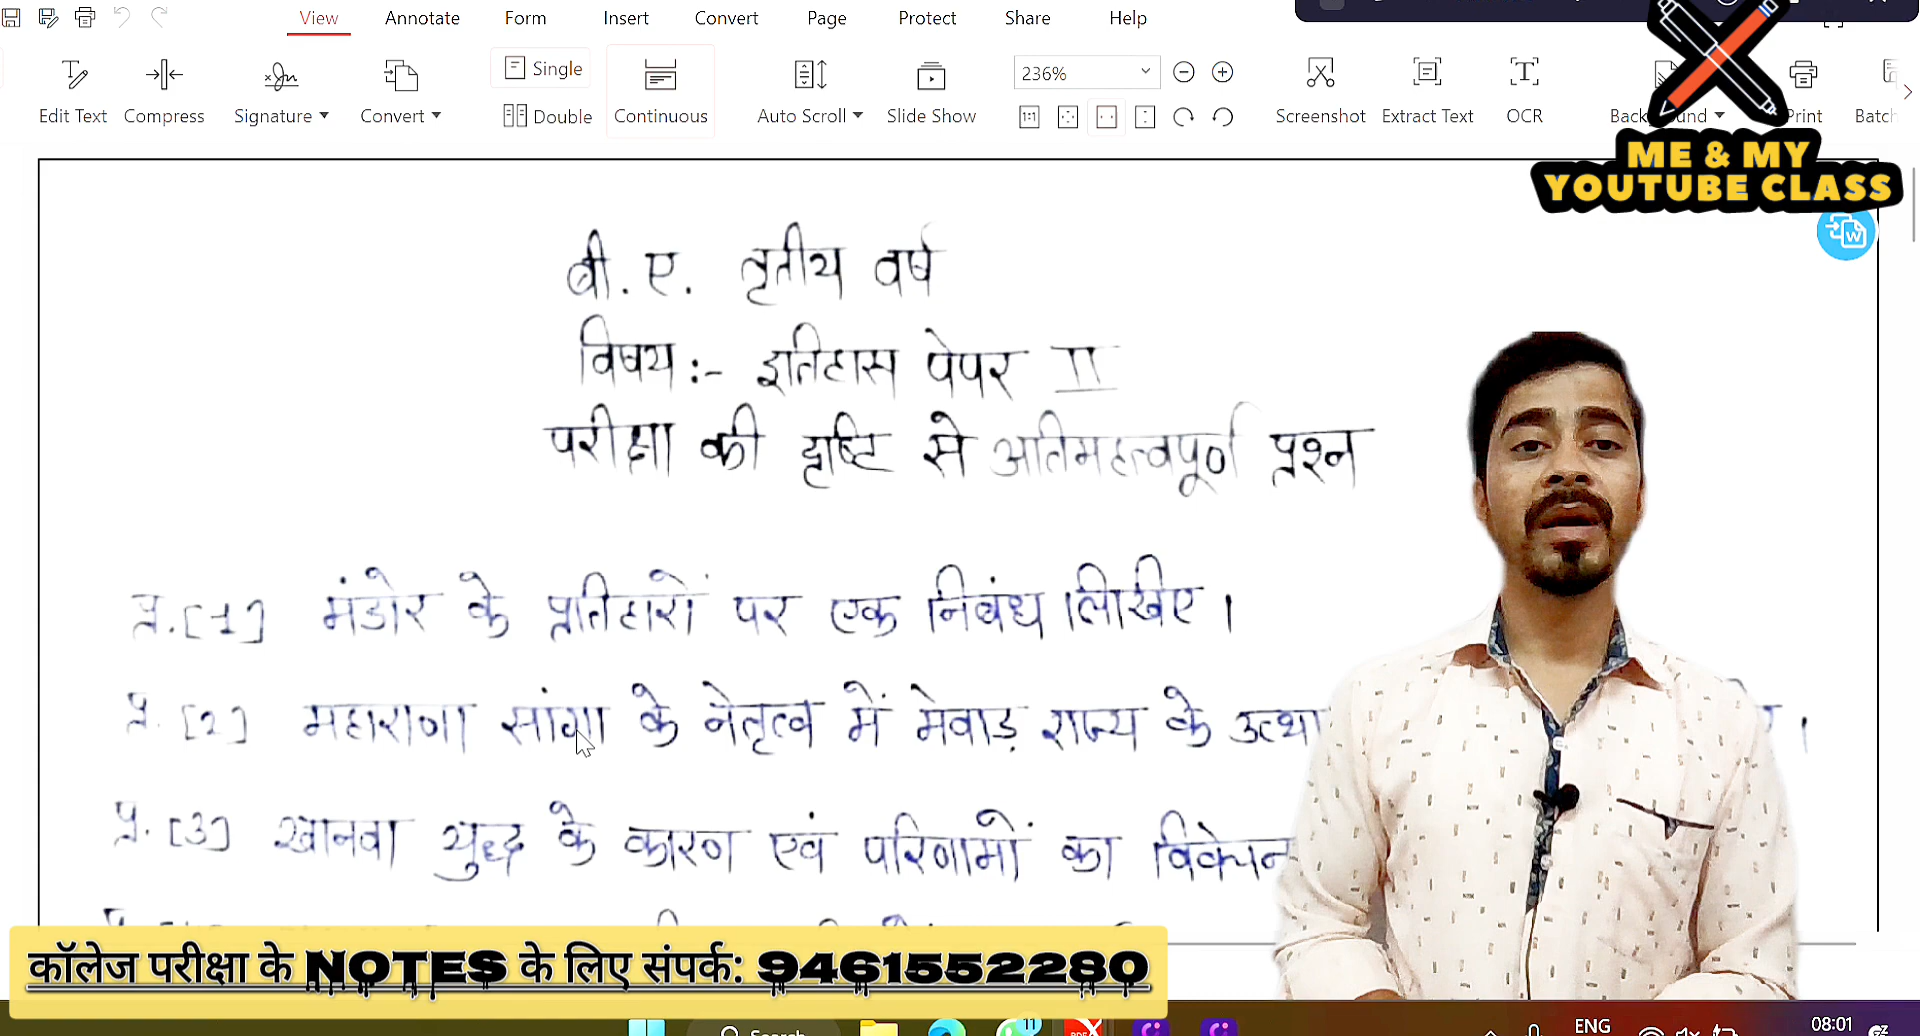 View Annotate Form Insert Convert Page Protect Share Help
Edit Text Compress Signature Convert Single Double Continuous Auto Scroll Slide Show 236% Screenshot Extract Text OCR Print
ME & MY
YOUTUBE CLASS
बी. ए. तृतीय वर्ष
विषय :- इतिहास पेपर II
परीक्षा की दृष्टि से अतिमहत्वपूर्ण प्रश्न
प्र. [1] मंडोर के प्रतिहारों पर एक निबंध लिखिए ।
प्र. [2] महाराणा सांगा के नेतृत्व में मेवाड़ राज्य के
प्र. [3] खानवा युद्ध के कारण एवं परिणामों का
कॉलेज परीक्षा के NOTES के लिए संपर्क: 9461552280
Search 11 ENG 08:01